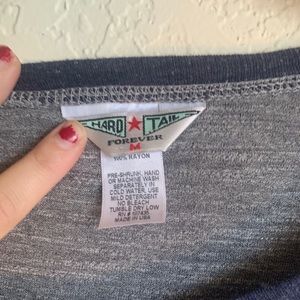 HARD ★ TAIL
FOREVER
M
100% RAYON
PRE-SHRUNK, HAND
OR MACHINE WASH
SEPARATELY IN
COLD WATER, USE
MILD DETERGENT
NO BLEACH
TUMBLE DRY LOW
MADE IN USA